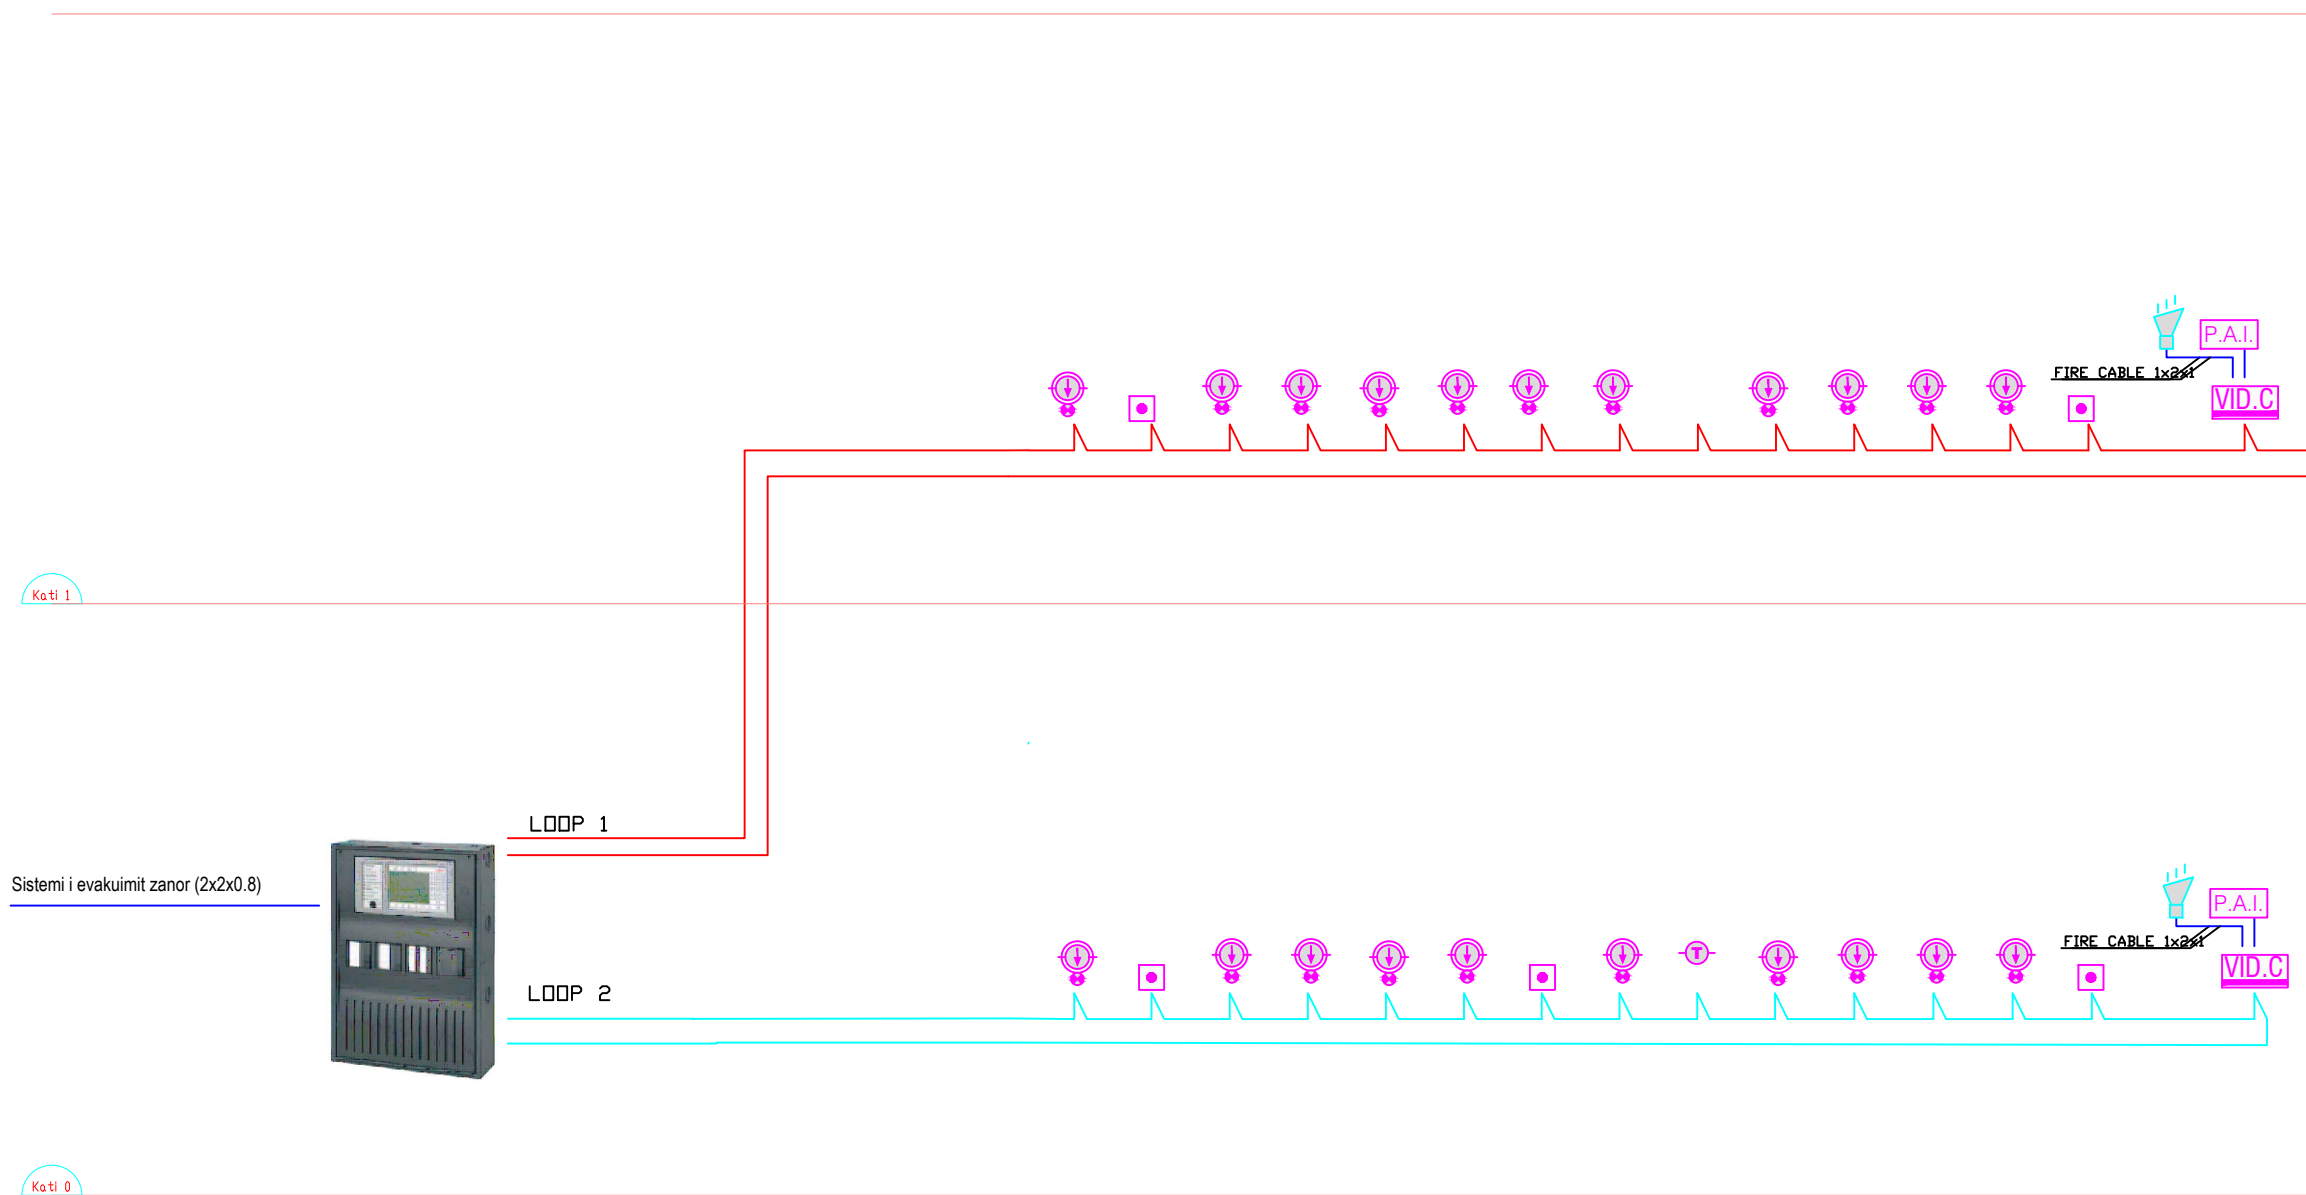 P.A.I.
FIRE CABLE 1x2x1
VID.C
Kati 1
LOOP 1
Sistemi i evakuimit zanor (2x2x0.8)
P.A.I.
FIRE CABLE 1x2x1
T
VID.C
LOOP 2
Kati 0